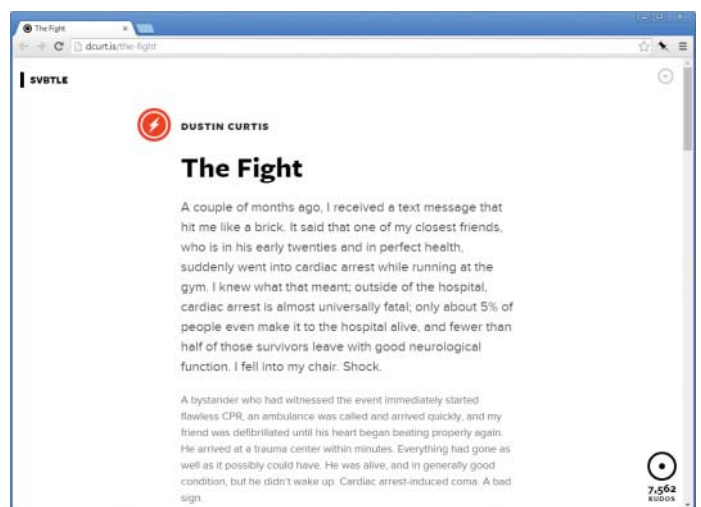 The Fight
dcurt.is/the-fight
SVBTLE
DUSTIN CURTIS
The Fight
A couple of months ago, I received a text message that
hit me like a brick. It said that one of my closest friends,
who is in his early twenties and in perfect health,
suddenly went into cardiac arrest while running at the
gym. I knew what that meant; outside of the hospital,
cardiac arrest is almost universally fatal; only about 5% of
people even make it to the hospital alive, and fewer than
half of those survivors leave with good neurological
function. I fell into my chair. Shock.
A bystander who had witnessed the event immediately started
flawless CPR, an ambulance was called and arrived quickly, and my
friend was defibrillated until his heart began beating properly again.
He arrived at a trauma center within minutes. Everything had gone as
well as it possibly could have. He was alive, and in generally good
condition, but he didn't wake up. Cardiac arrest-induced coma. A bad
sign.
7,562
KUDOS